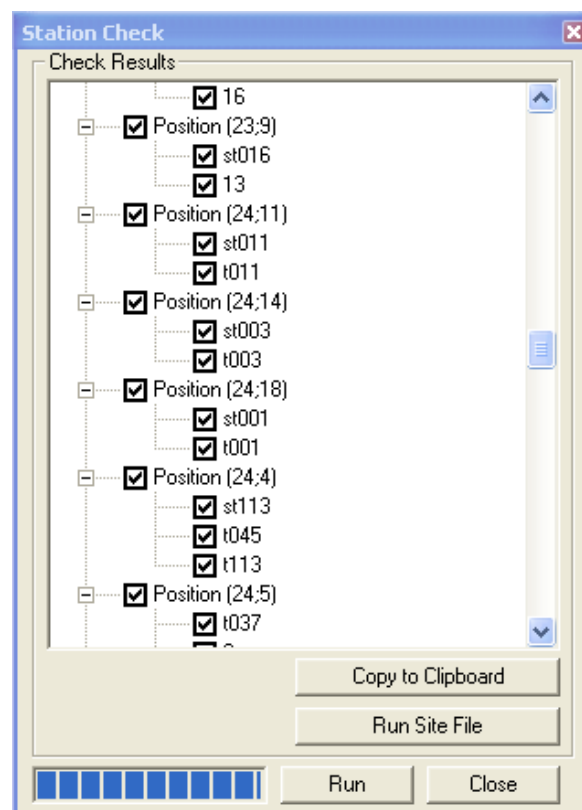 Station Check
Check Results
16
Position (23;9)
st016
13
Position (24;11)
st011
t011
Position (24;14)
st003
t003
Position (24;18)
st001
t001
Position (24;4)
st113
t045
t113
Position (24;5)
t037
Copy to Clipboard
Run Site File
Run
Close